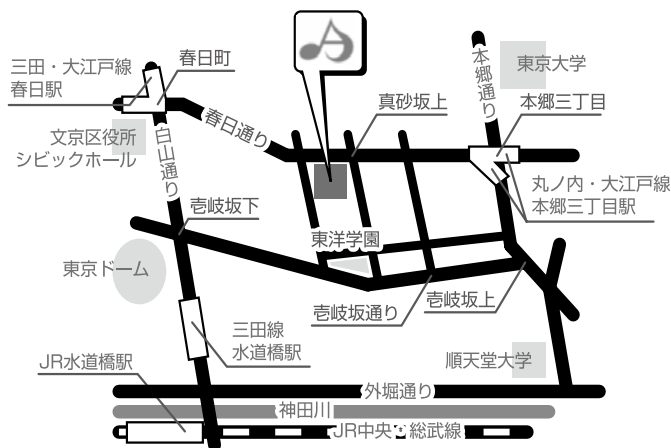 三田・大江戸線
春日駅
春日町
文京区役所
シビックホール
白山通り
春日通り
真砂坂上
本郷通り
東京大学
本郷三丁目
丸ノ内・大江戸線
本郷三丁目駅
壱岐坂下
東洋学園
東京ドーム
壱岐坂通り
壱岐坂上
三田線
水道橋駅
順天堂大学
JR水道橋駅
外堀通り
神田川
JR中央・総武線